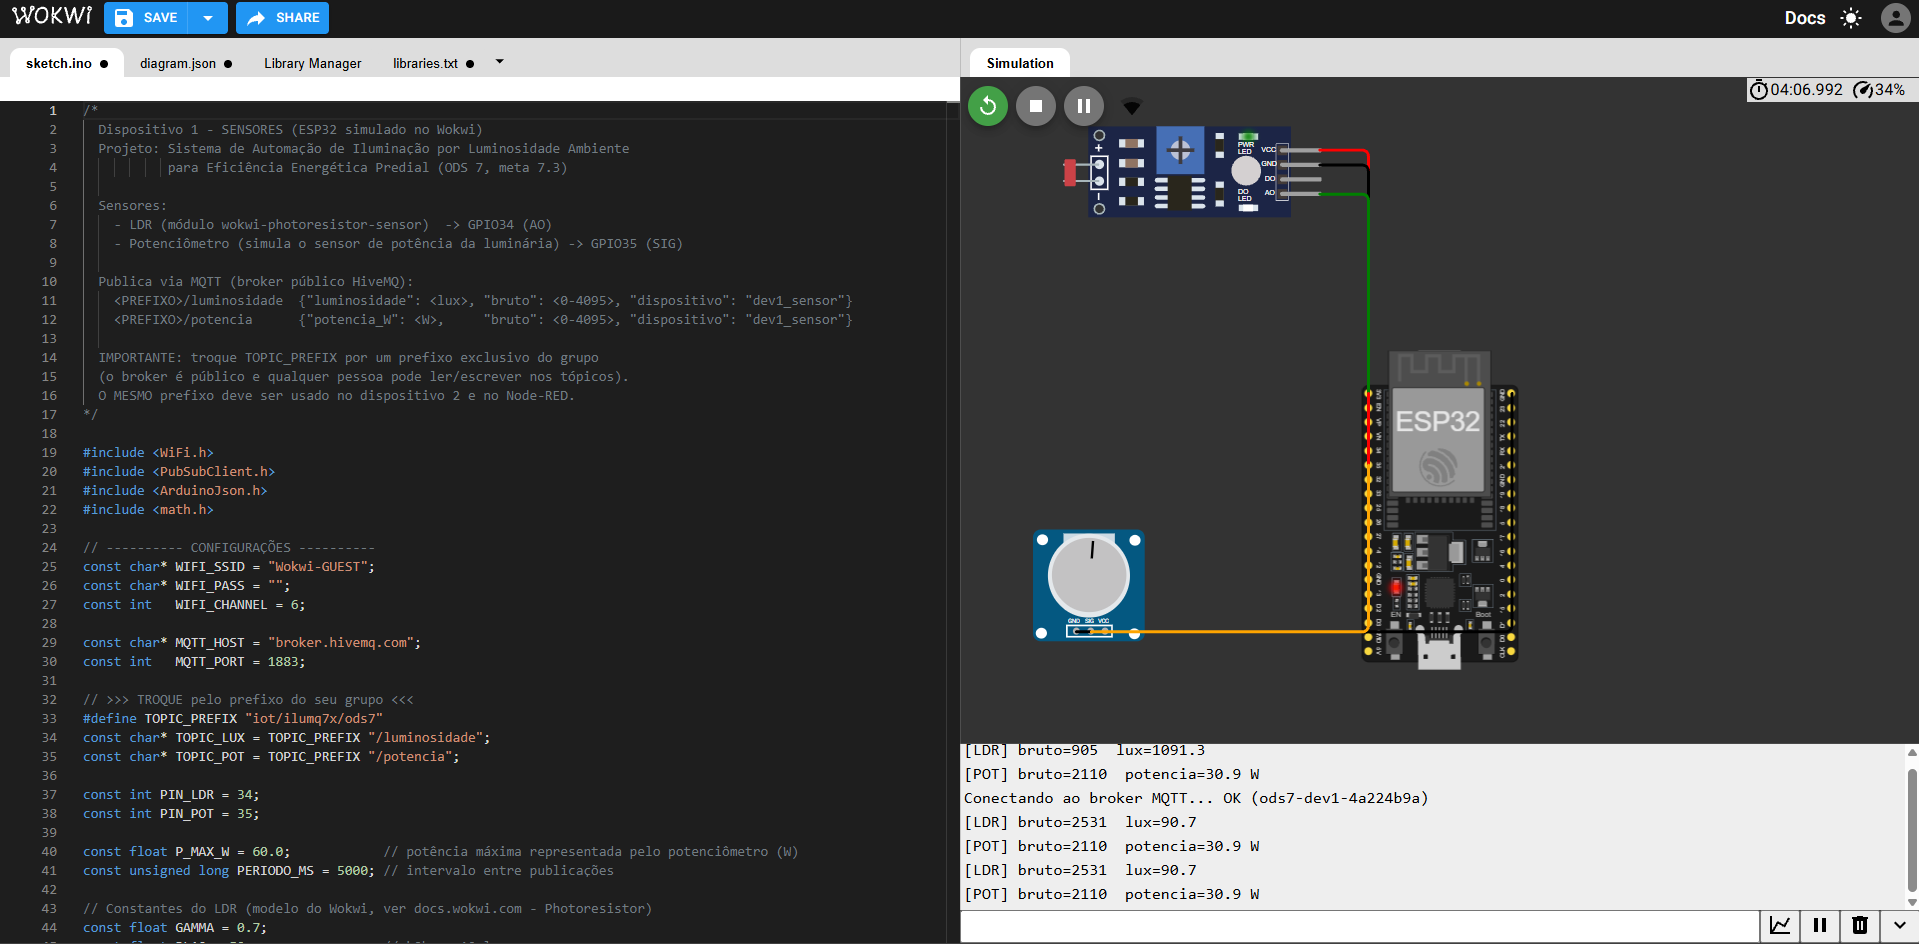 WOKWI
SAVE
SHARE
Docs
sketch.ino ●
diagram.json ●
Library Manager
libraries.txt ●
Simulation
04:06.992
34%
1 /*
2 Dispositivo 1 - SENSORES (ESP32 simulado no Wokwi)
3 Projeto: Sistema de Automação de Iluminação por Luminosidade Ambiente
4 para Eficiência Energética Predial (ODS 7, meta 7.3)
5
6 Sensores:
7 - LDR (módulo wokwi-photoresistor-sensor)  -> GPIO34 (AO)
8 - Potenciômetro (simula o sensor de potência da luminária) -> GPIO35 (SIG)
9
10 Publica via MQTT (broker público HiveMQ):
11 <PREFIXO>/luminosidade  {"luminosidade": <lux>, "bruto": <0-4095>, "dispositivo": "dev1_sensor"}
12 <PREFIXO>/potencia      {"potencia_W": <W>,     "bruto": <0-4095>, "dispositivo": "dev1_sensor"}
13
14 IMPORTANTE: troque TOPIC_PREFIX por um prefixo exclusivo do grupo
15 (o broker é público e qualquer pessoa pode ler/escrever nos tópicos).
16 O MESMO prefixo deve ser usado no dispositivo 2 e no Node-RED.
17 */
18
19 #include <WiFi.h>
20 #include <PubSubClient.h>
21 #include <ArduinoJson.h>
22 #include <math.h>
23
24 // ---------- CONFIGURAÇÕES ----------
25 const char* WIFI_SSID = "Wokwi-GUEST";
26 const char* WIFI_PASS = "";
27 const int   WIFI_CHANNEL = 6;
28
29 const char* MQTT_HOST = "broker.hivemq.com";
30 const int   MQTT_PORT = 1883;
31
32 // >>> TROQUE pelo prefixo do seu grupo <<<
33 #define TOPIC_PREFIX "iot/ilumq7x/ods7"
34 const char* TOPIC_LUX = TOPIC_PREFIX "/luminosidade";
35 const char* TOPIC_POT = TOPIC_PREFIX "/potencia";
36
37 const int PIN_LDR = 34;
38 const int PIN_POT = 35;
39
40 const float P_MAX_W = 60.0;            // potência máxima representada pelo potenciômetro (W)
41 const unsigned long PERIODO_MS = 5000; // intervalo entre publicações
42
43 // Constantes do LDR (modelo do Wokwi, ver docs.wokwi.com - Photoresistor)
44 const float GAMMA = 0.7;
PWR
LED
VCC
GND
DO
AO
DO
LED
ESP32
EN
Boot
GND SIG VCC
[LDR] bruto=905  lux=1091.3
[POT] bruto=2110  potencia=30.9 W
Conectando ao broker MQTT... OK (ods7-dev1-4a224b9a)
[LDR] bruto=2531  lux=90.7
[POT] bruto=2110  potencia=30.9 W
[LDR] bruto=2531  lux=90.7
[POT] bruto=2110  potencia=30.9 W